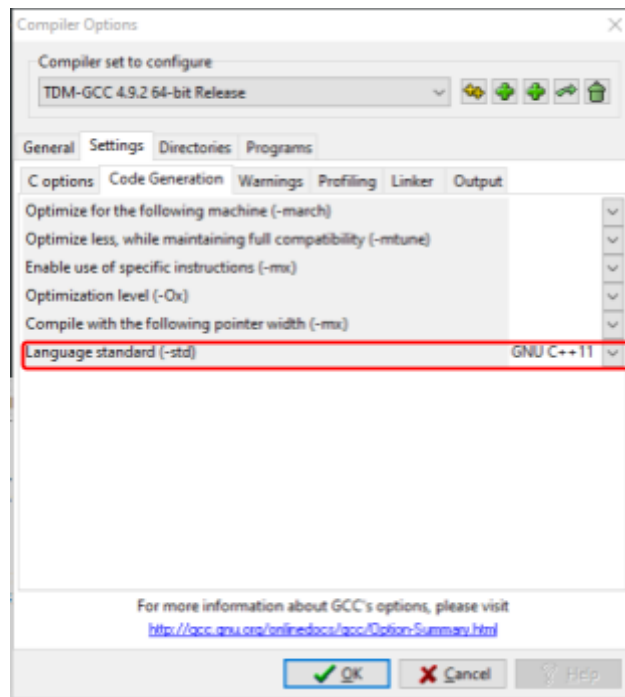 Compiler Options
Compiler set to configure
TDM-GCC 4.9.2 64-bit Release
General Settings Directories Programs
C options Code Generation Warnings Profiling Linker Output
Optimize for the following machine (-march)
Optimize less, while maintaining full compatibility (-mtune)
Enable use of specific instructions (-mx)
Optimization level (-Ox)
Compile with the following pointer width (-mx)
Language standard (-std) GNU C++11
For more information about GCC's options, please visit
http://gcc.gnu.org/onlinedocs/gcc/Option-Summary.html
OK Cancel Help